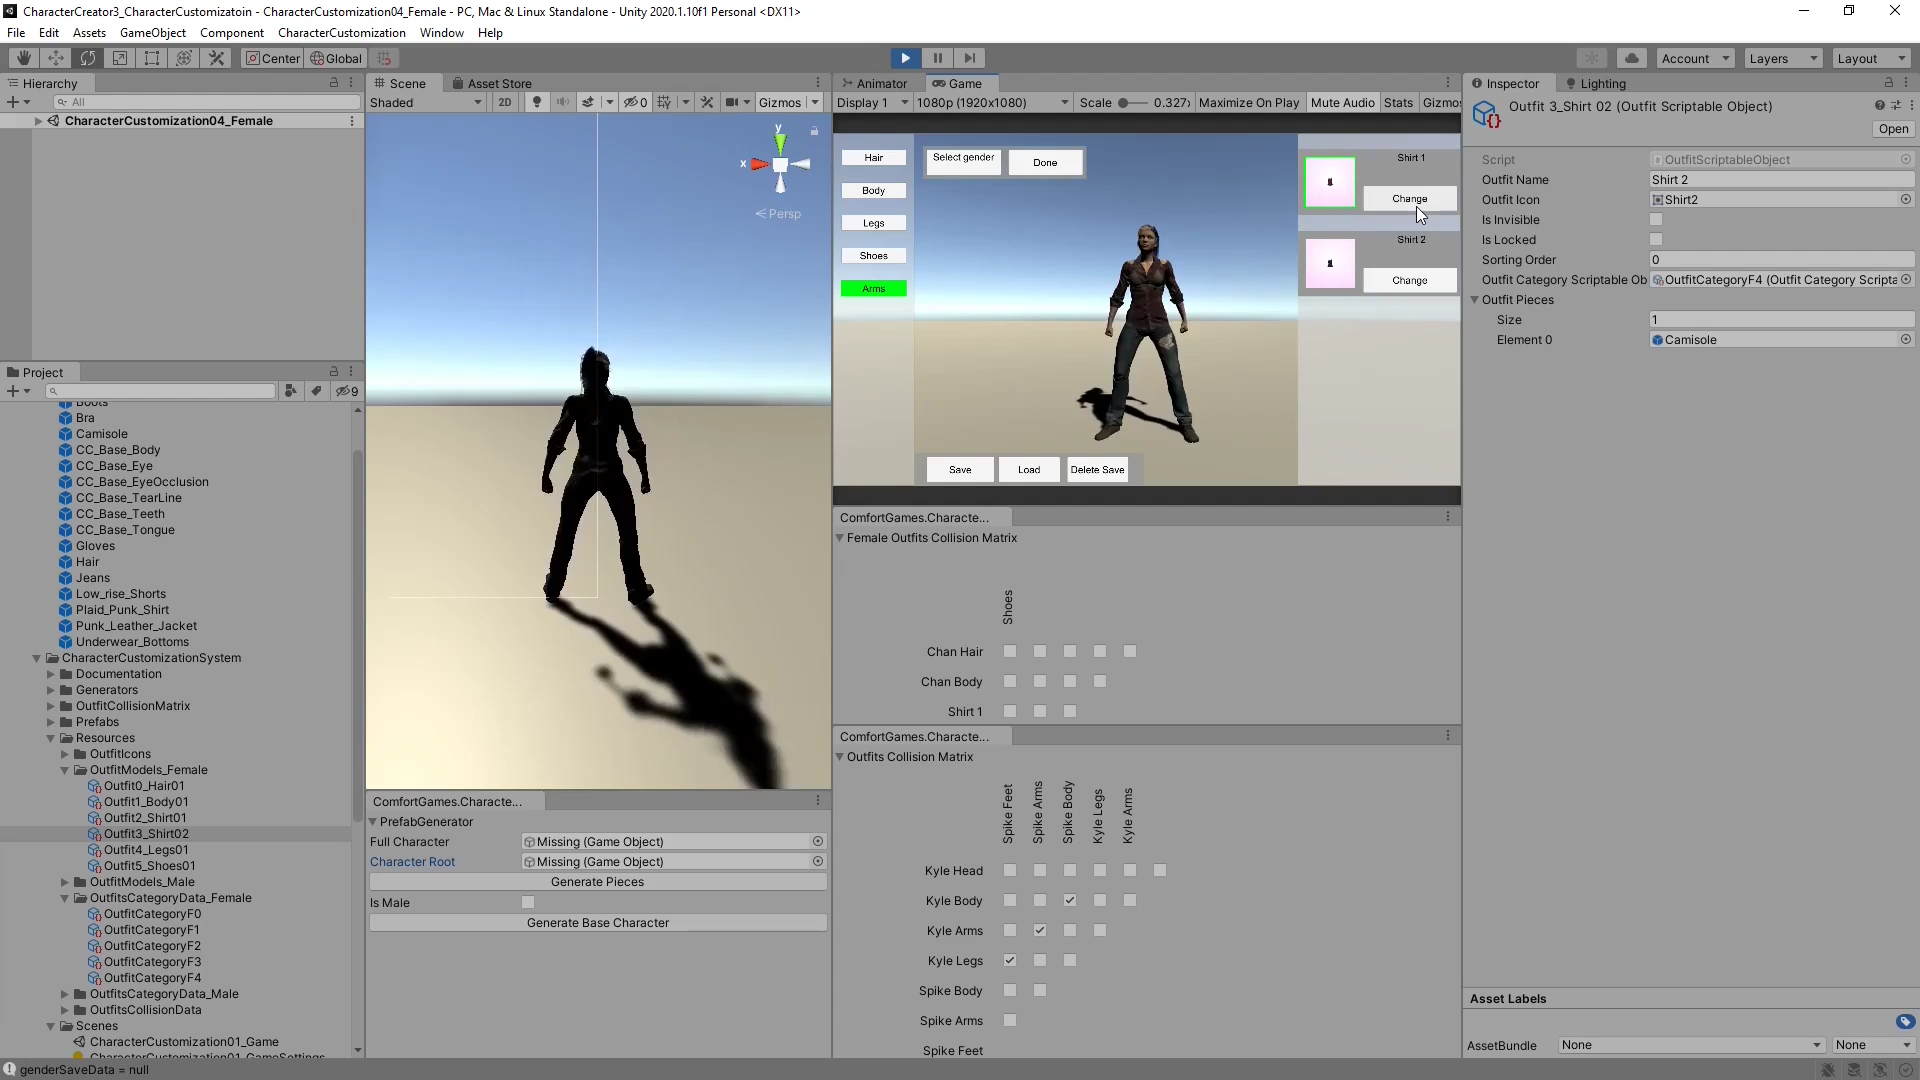 CharacterCreator3_CharacterCustomizatoin - CharacterCustomization04_Female - PC, Mac & Linux Standalone - Unity 2020.1.10f1 Personal <DX11>
File Edit Assets GameObject Component CharacterCustomization Window Help
Center Global Account Layers Layout
Hierarchy
All
CharacterCustomization04_Female
Project
9
Boots
Bra
Camisole
CC_Base_Body
CC_Base_Eye
CC_Base_EyeOcclusion
CC_Base_TearLine
CC_Base_Teeth
CC_Base_Tongue
Gloves
Hair
Jeans
Low_rise_Shorts
Plaid_Punk_Shirt
Punk_Leather_Jacket
Underwear_Bottoms
CharacterCustomizationSystem
Documentation
Generators
OutfitCollisionMatrix
Prefabs
Resources
OutfitIcons
OutfitModels_Female
Outfit0_Hair01
Outfit1_Body01
Outfit2_Shirt01
Outfit3_Shirt02
Outfit4_Legs01
Outfit5_Shoes01
OutfitModels_Male
OutfitsCategoryData_Female
OutfitCategoryF0
OutfitCategoryF1
OutfitCategoryF2
OutfitCategoryF3
OutfitCategoryF4
OutfitsCategoryData_Male
OutfitsCollisionData
Scenes
CharacterCustomization01_Game
CharacterCustomization01_GameSettings
genderSaveData = null
Scene Asset Store
Shaded 2D 0 Gizmos
y
x
Persp
ComfortGames.Characte...
PrefabGenerator
Full Character Missing (Game Object)
Character Root Missing (Game Object)
Generate Pieces
Is Male
Generate Base Character
Animator Game
Display 1 1080p (1920x1080) Scale 0.327x Maximize On Play Mute Audio Stats Gizmos
Hair
Body
Legs
Shoes
Arms
Select gender Done
Shirt 1
Change
Shirt 2
Change
Save Load Delete Save
ComfortGames.Characte...
Female Outfits Collision Matrix
Shoes
Chan Hair
Chan Body
Shirt 1
ComfortGames.Characte...
Outfits Collision Matrix
Spike Feet
Spike Arms
Spike Body
Kyle Legs
Kyle Arms
Kyle Head
Kyle Body
Kyle Arms
Kyle Legs
Spike Body
Spike Arms
Spike Feet
Inspector Lighting
Outfit 3_Shirt 02 (Outfit Scriptable Object)
Open
Script OutfitScriptableObject
Outfit Name Shirt 2
Outfit Icon Shirt2
Is Invisible
Is Locked
Sorting Order 0
Outfit Category Scriptable Ob OutfitCategoryF4 (Outfit Category Scripta
Outfit Pieces
Size 1
Element 0 Camisole
Asset Labels
AssetBundle None None